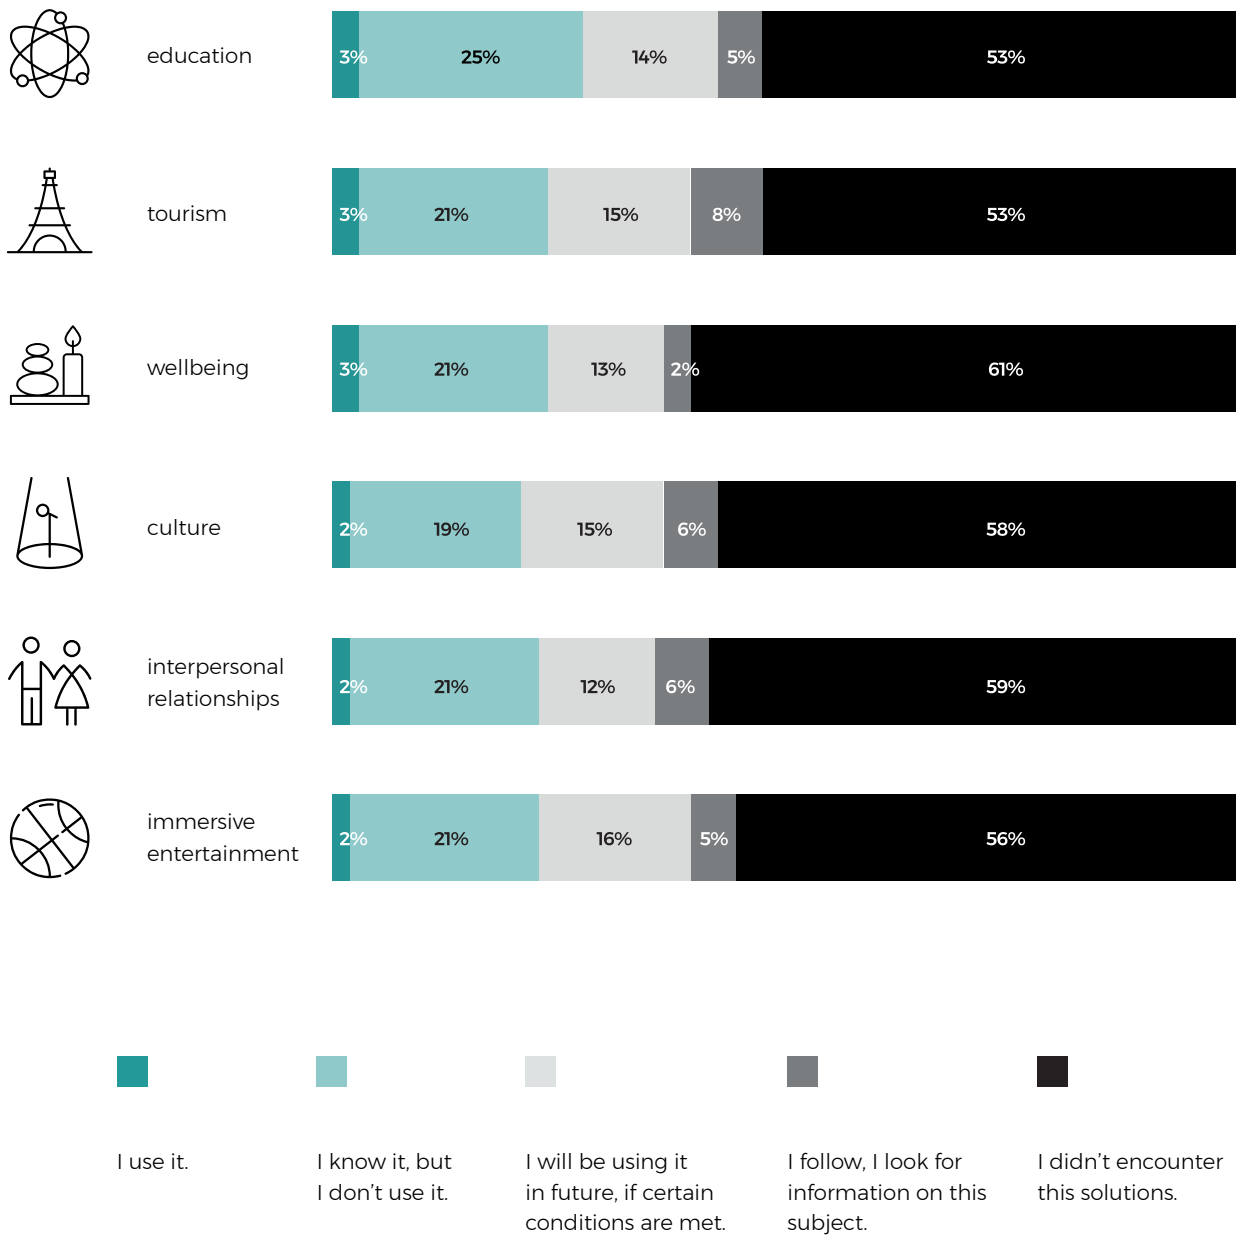 education 3% 25% 14% 5% 53%
tourism 3% 21% 15% 8% 53%
wellbeing 3% 21% 13% 2% 61%
culture 2% 19% 15% 6% 58%
interpersonal
relationships
2% 21% 12% 6% 59%
immersive
entertainment
2% 21% 16% 5% 56%
I use it.
I know it, but
I don't use it.
I will be using it
in future, if certain
conditions are met.
I follow, I look for
information on this
subject.
I didn't encounter
this solutions.